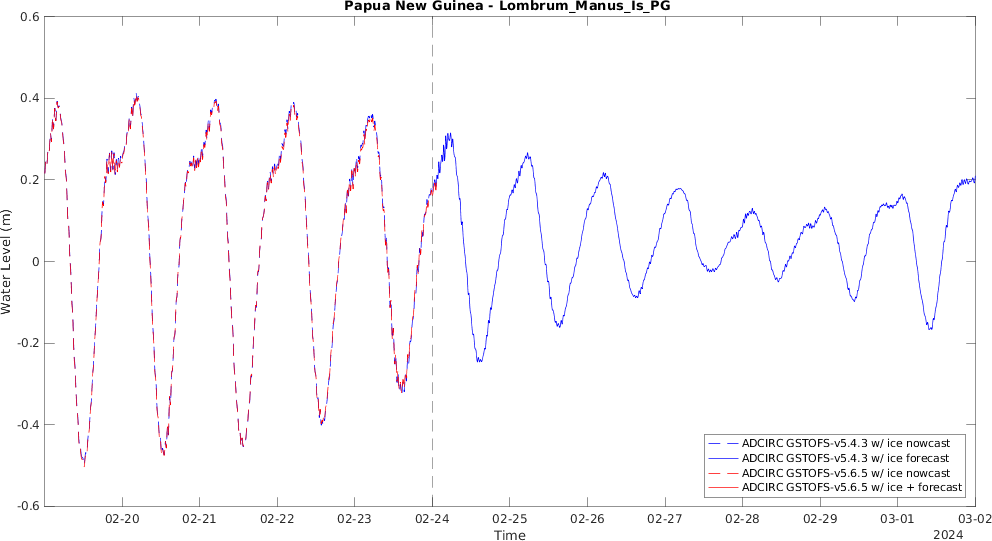 Papua New Guinea - Lombrum_Manus_Is_PG
0.6
0.4
0.2
0
-0.2
-0.4
-0.6
Water Level (m)
02-20
02-21
02-22
02-23
02-24
02-25
02-26
02-27
02-28
02-29
03-01
03-02
Time
2024
ADCIRC GSTOFS-v5.4.3 w/ ice nowcast
ADCIRC GSTOFS-v5.4.3 w/ ice forecast
ADCIRC GSTOFS-v5.6.5 w/ ice nowcast
ADCIRC GSTOFS-v5.6.5 w/ ice + forecast